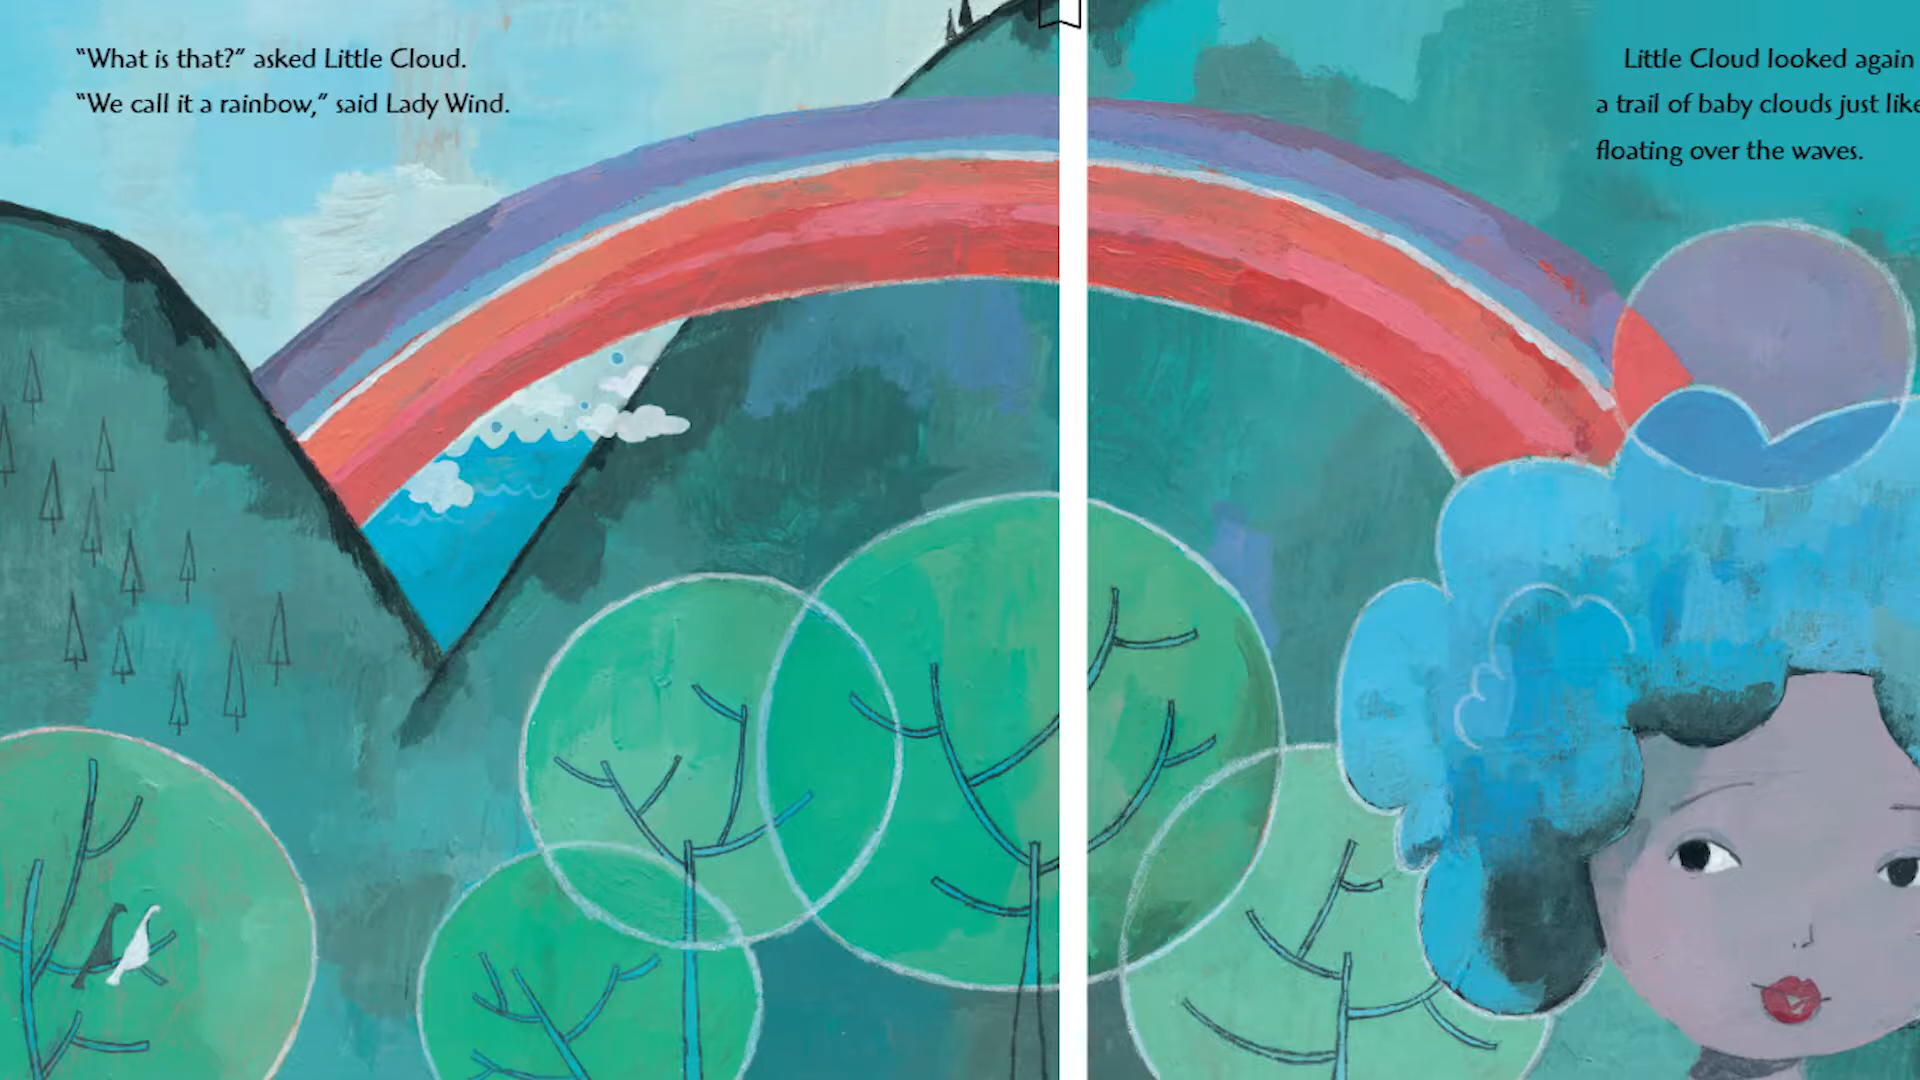 “What is that?” asked Little Cloud.
“We call it a rainbow,” said Lady Wind.
Little Cloud looked again
a trail of baby clouds just like
floating over the waves.